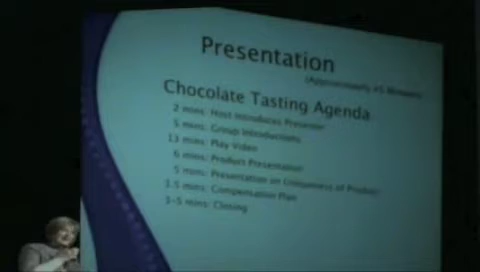 Presentation
(Approximately 45 Minutes)
Chocolate Tasting Agenda
2 mins: Host Introduces Presenter
5 mins: Group Introductions
13 mins: Play Video
6 mins: Product Presentation
5 mins: Presentation on Uniqueness of Product
3.5 mins: Compensation Plan
3-5 mins: Closing